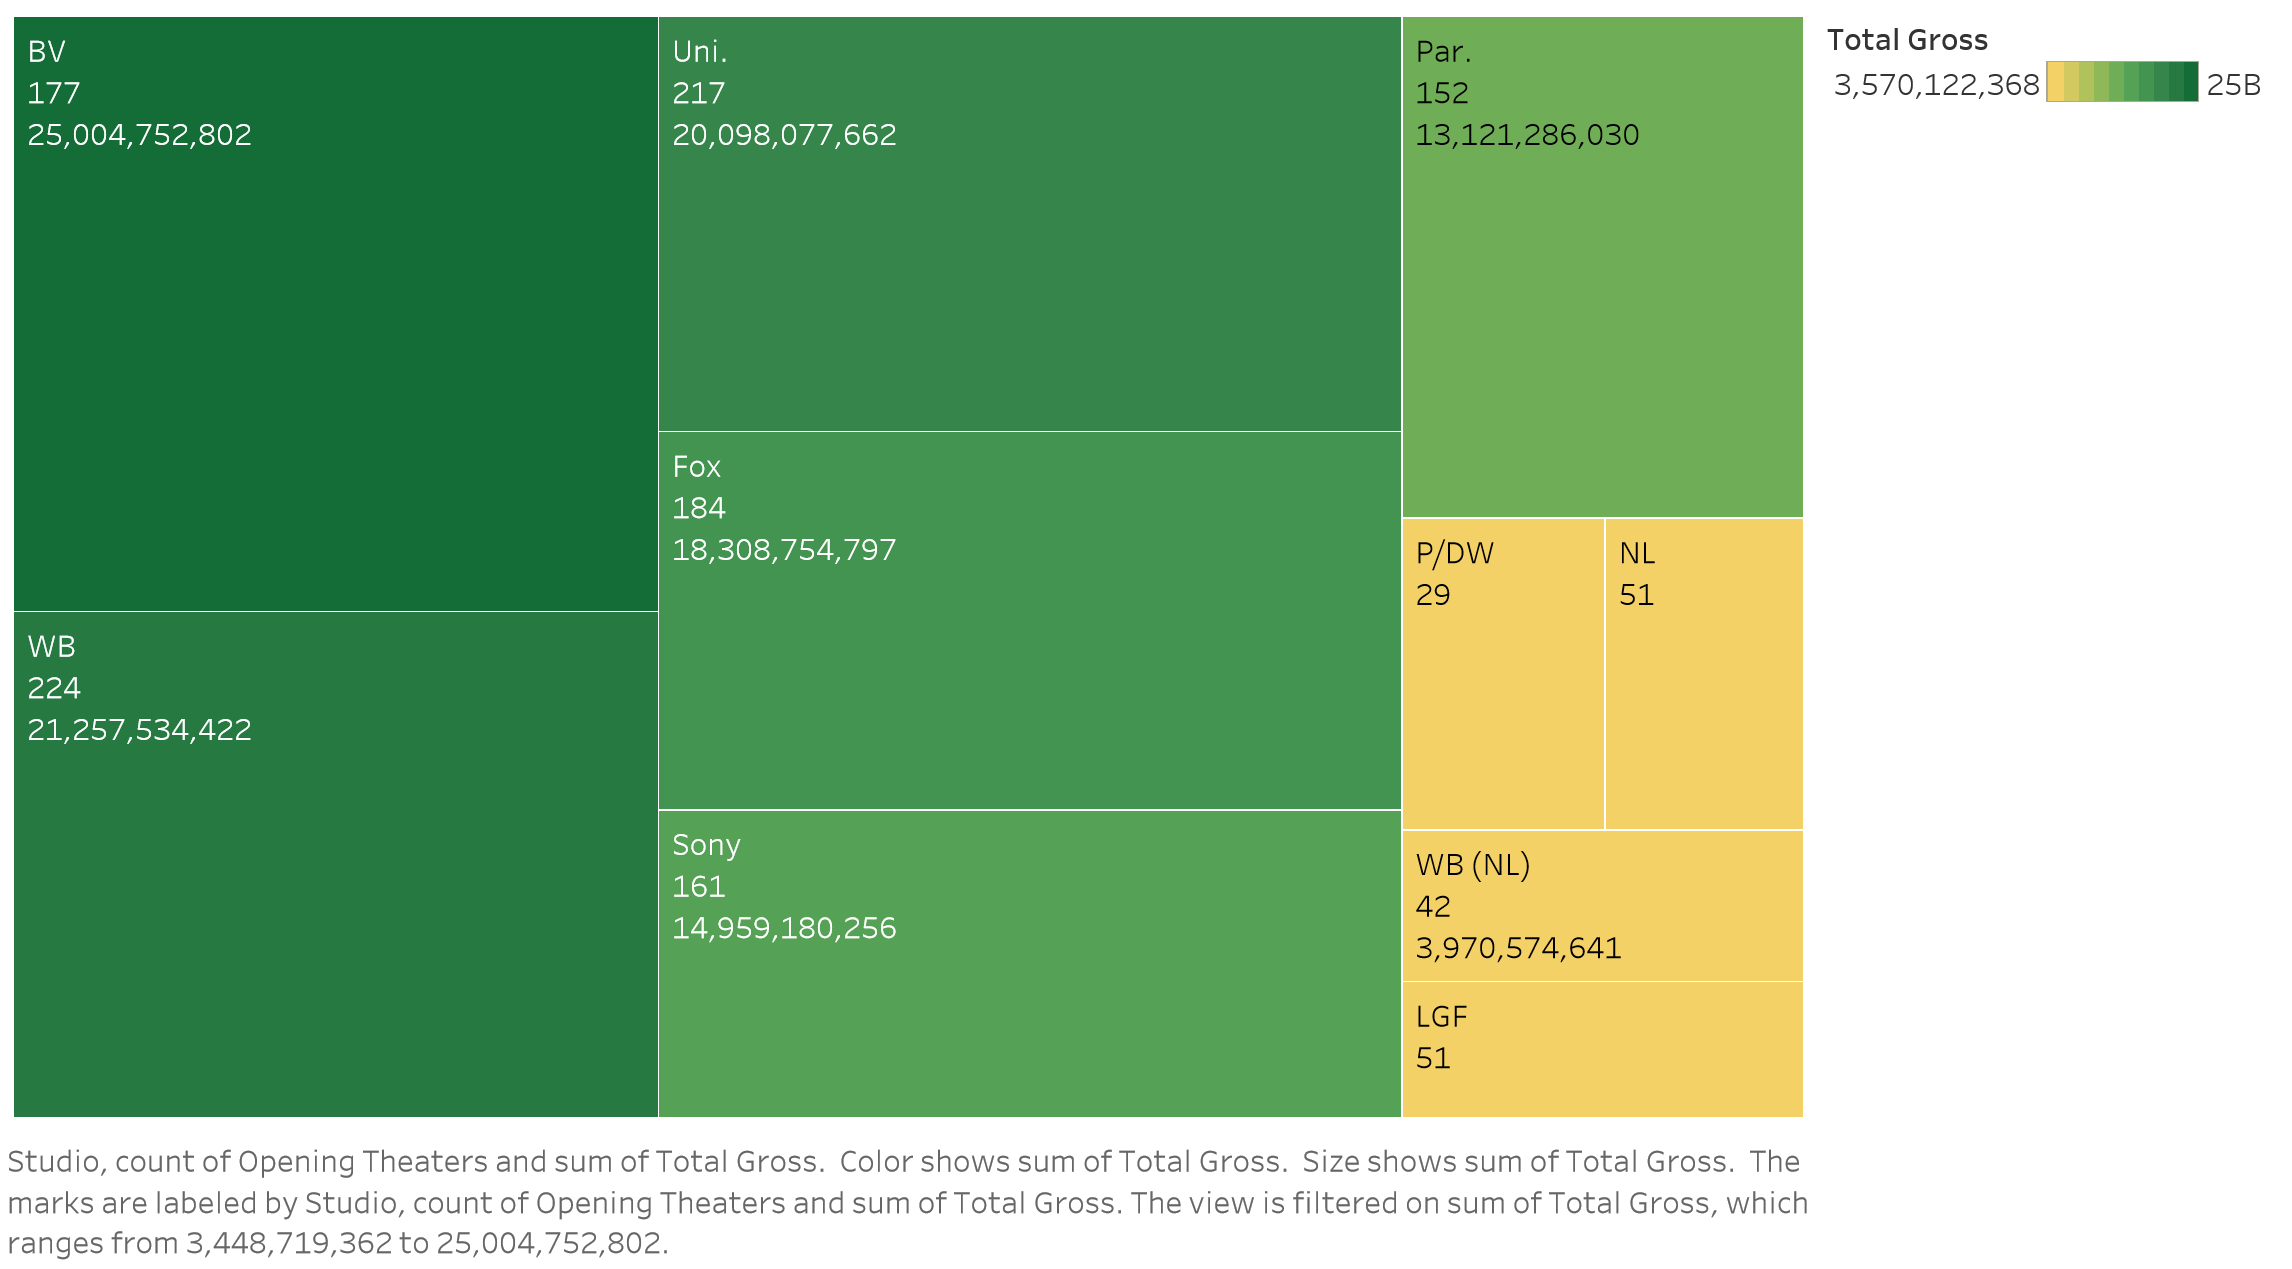 BV
177
25,004,752,802
WB
224
21,257,534,422
Uni.
217
20,098,077,662
Fox
184
18,308,754,797
Sony
161
14,959,180,256
Par.
152
13,121,286,030
P/DW
29
NL
51
WB (NL)
42
3,970,574,641
LGF
51
Total Gross
3,570,122,368 25B
Studio, count of Opening Theaters and sum of Total Gross.  Color shows sum of Total Gross.  Size shows sum of Total Gross.  The
marks are labeled by Studio, count of Opening Theaters and sum of Total Gross. The view is filtered on sum of Total Gross, which
ranges from 3,448,719,362 to 25,004,752,802.